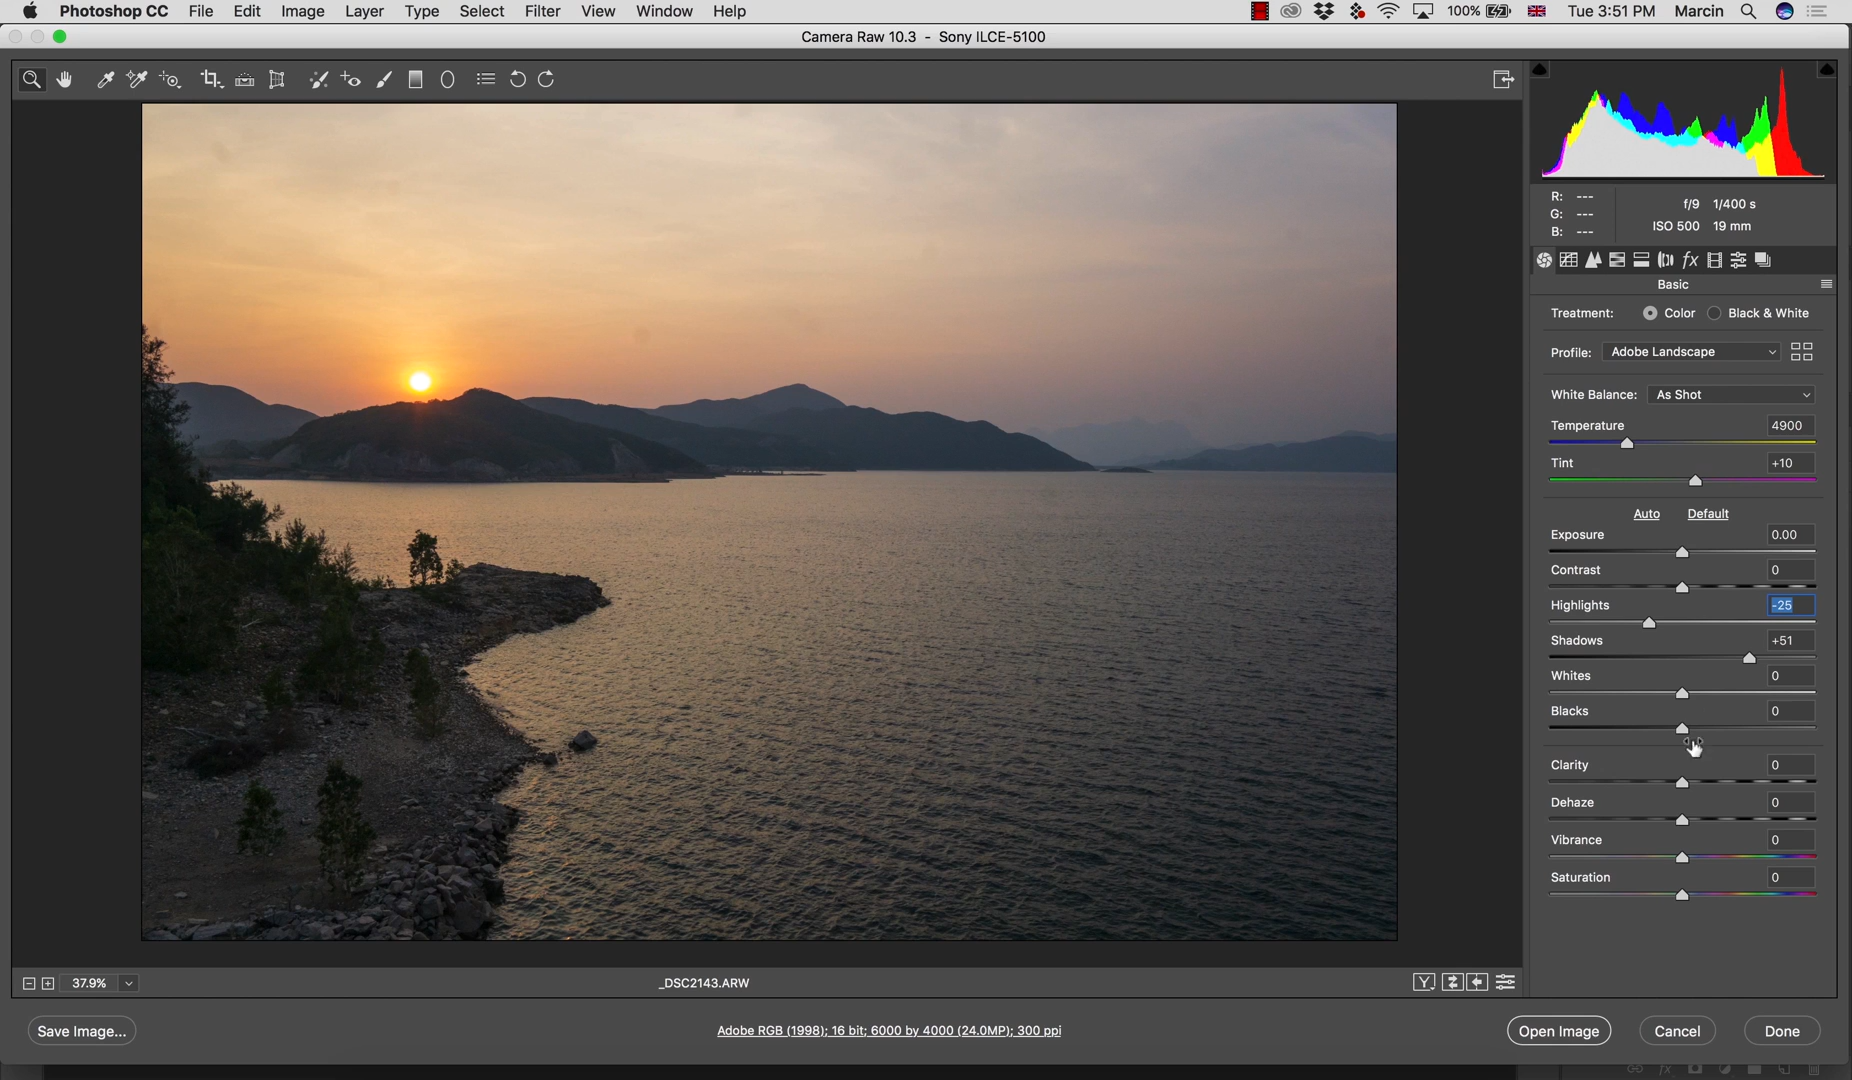 Photoshop CC File Edit Image Layer Type Select Filter View Window Help 100% Tue 3:51 PM Marcin
Camera Raw 10.3 - Sony ILCE-5100
R: ---
G: ---
B: ---
f/9 1/400 s
ISO 500 19 mm
fx
Basic
Treatment: Color Black & White
Profile: Adobe Landscape
White Balance: As Shot
Temperature 4900
Tint +10
Auto Default
Exposure 0.00
Contrast 0
Highlights -25
Shadows +51
Whites 0
Blacks 0
Clarity 0
Dehaze 0
Vibrance 0
Saturation 0
37.9% _DSC2143.ARW Y
Save Image... Adobe RGB (1998); 16 bit; 6000 by 4000 (24.0MP); 300 ppi Open Image Cancel Done
fx